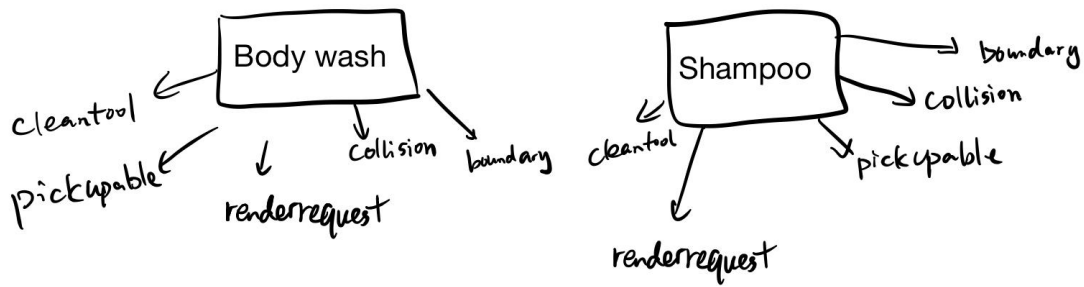 Body wash
cleantool
pickupable
renderrequest
collision
boundary
Shampoo
boundary
collision
pickupable
cleantool
renderrequest